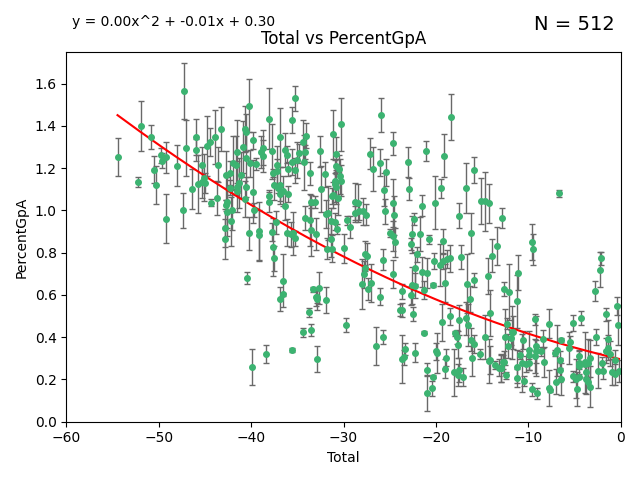 y = 0.00x^2 + -0.01x + 0.30
N = 512
Total vs PercentGpA
PercentGpA
1.6
1.4
1.2
1.0
0.8
0.6
0.4
0.2
0.0
−60 −50 −40 −30 −20 −10 0
Total